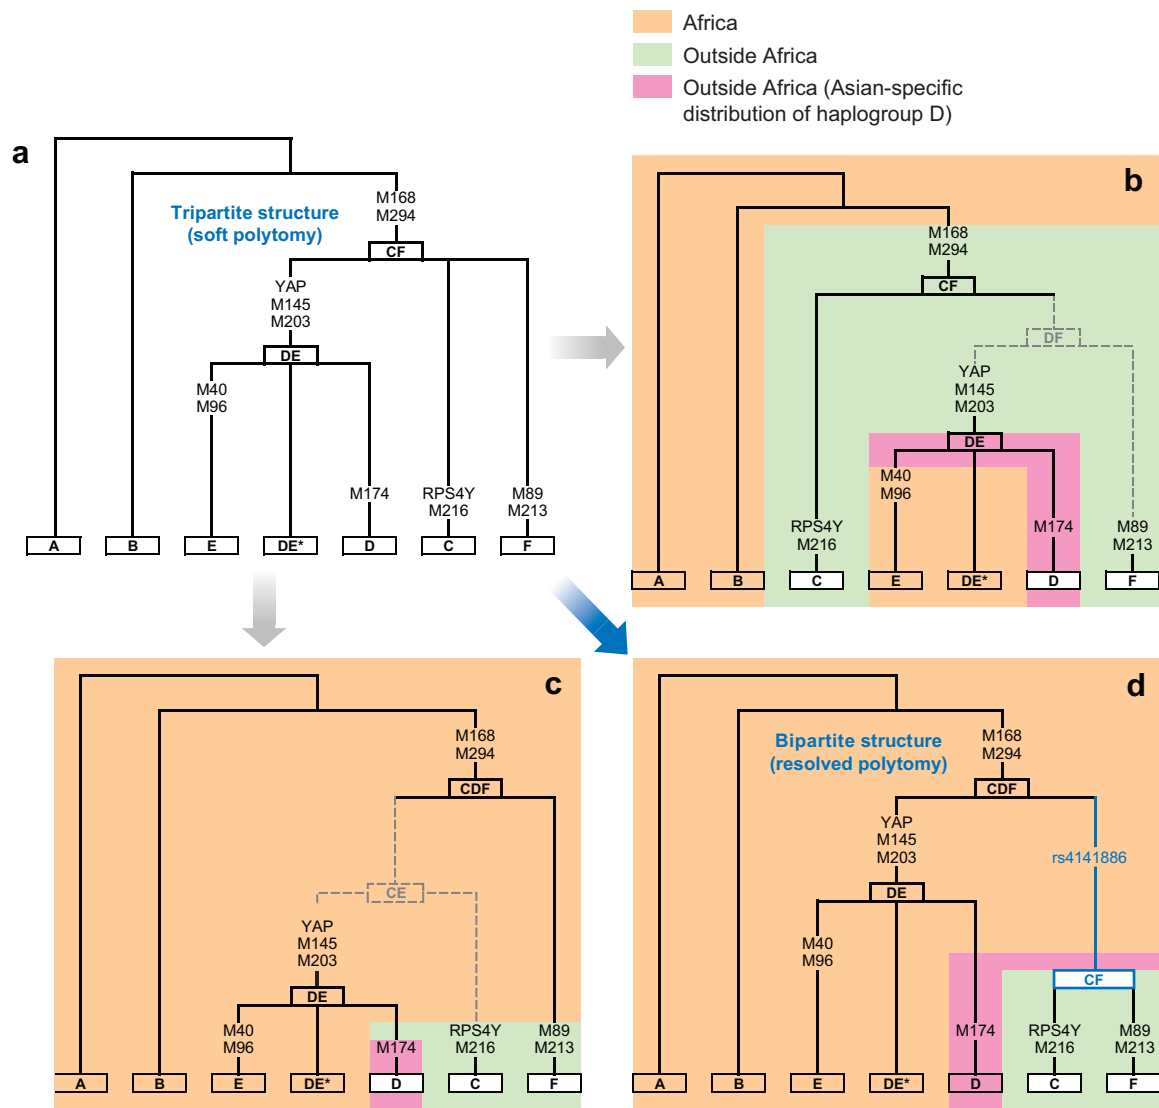 Africa
Outside Africa
Outside Africa (Asian-specific
distribution of haplogroup D)
a
M168
M294
Tripartite structure
(soft polytomy)
CF
YAP
M145
M203
DE
M40
M96
M174
RPS4Y
M216
M89
M213
A
B
E
DE*
D
C
F
b
M168
M294
CF
DF
YAP
M145
M203
DE
M40
M96
RPS4Y
M216
M174
M89
M213
A
B
C
E
DE*
D
F
c
M168
M294
CDF
CE
YAP
M145
M203
DE
M40
M96
M174
RPS4Y
M216
M89
M213
A
B
E
DE*
D
C
F
d
M168
M294
Bipartite structure
(resolved polytomy)
CDF
YAP
M145
M203
rs4141886
DE
M40
M96
CF
M174
RPS4Y
M216
M89
M213
A
B
E
DE*
D
C
F